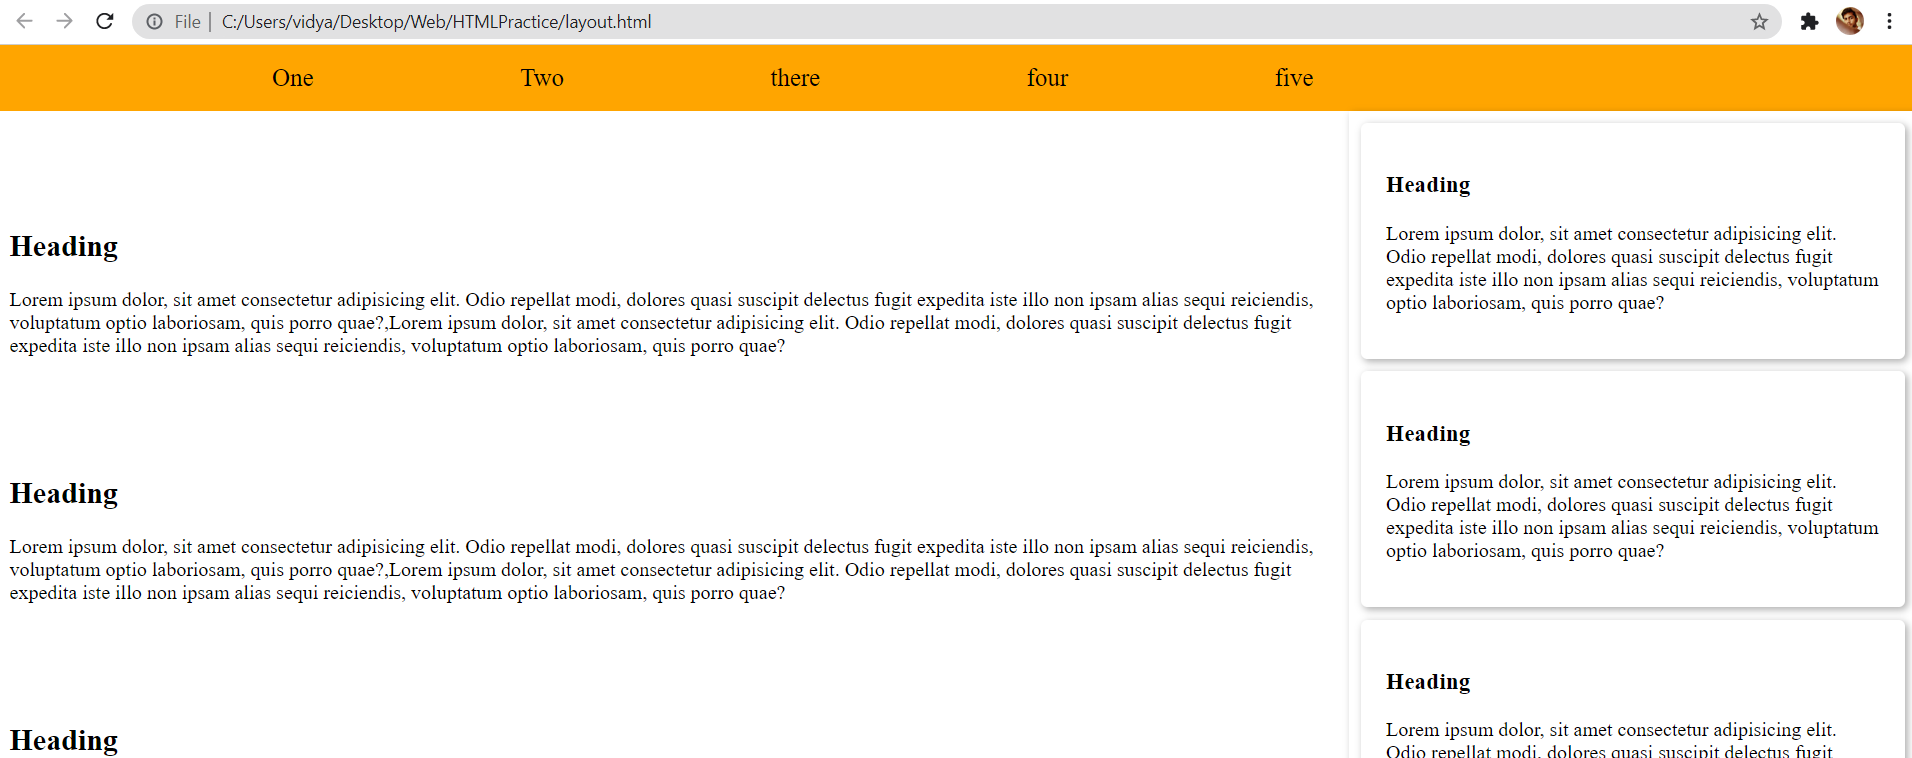 File | C:/Users/vidya/Desktop/Web/HTMLPractice/layout.html
One Two there four five
Heading
Lorem ipsum dolor, sit amet consectetur adipisicing elit. Odio repellat modi, dolores quasi suscipit delectus fugit expedita iste illo non ipsam alias sequi reiciendis,
voluptatum optio laboriosam, quis porro quae?,Lorem ipsum dolor, sit amet consectetur adipisicing elit. Odio repellat modi, dolores quasi suscipit delectus fugit
expedita iste illo non ipsam alias sequi reiciendis, voluptatum optio laboriosam, quis porro quae?
Heading
Lorem ipsum dolor, sit amet consectetur adipisicing elit. Odio repellat modi, dolores quasi suscipit delectus fugit expedita iste illo non ipsam alias sequi reiciendis,
voluptatum optio laboriosam, quis porro quae?,Lorem ipsum dolor, sit amet consectetur adipisicing elit. Odio repellat modi, dolores quasi suscipit delectus fugit
expedita iste illo non ipsam alias sequi reiciendis, voluptatum optio laboriosam, quis porro quae?
Heading
Heading
Lorem ipsum dolor, sit amet consectetur adipisicing elit.
Odio repellat modi, dolores quasi suscipit delectus fugit
expedita iste illo non ipsam alias sequi reiciendis, voluptatum
optio laboriosam, quis porro quae?
Heading
Lorem ipsum dolor, sit amet consectetur adipisicing elit.
Odio repellat modi, dolores quasi suscipit delectus fugit
expedita iste illo non ipsam alias sequi reiciendis, voluptatum
optio laboriosam, quis porro quae?
Heading
Lorem ipsum dolor, sit amet consectetur adipisicing elit.
Odio repellat modi, dolores quasi suscipit delectus fugit